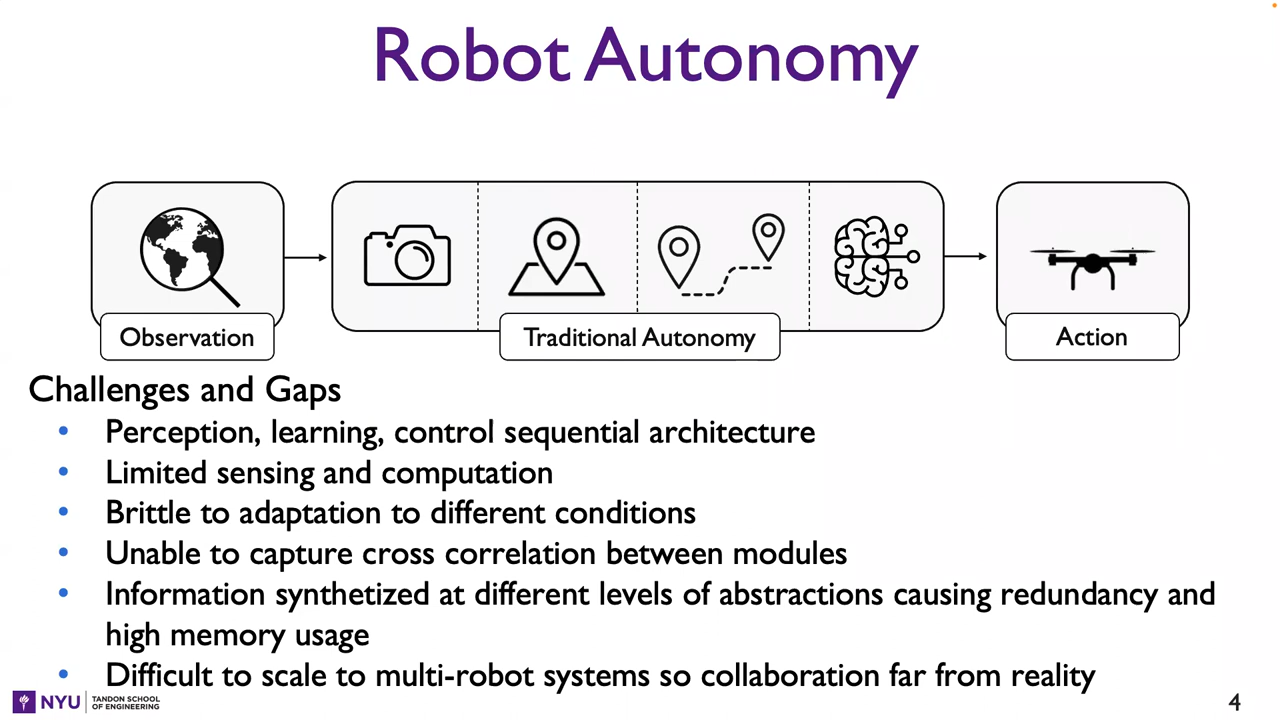 Robot Autonomy
Observation
Traditional Autonomy
Action
Challenges and Gaps
• Perception, learning, control sequential architecture
• Limited sensing and computation
• Brittle to adaptation to different conditions
• Unable to capture cross correlation between modules
• Information synthetized at different levels of abstractions causing redundancy and
high memory usage
• Difficult to scale to multi-robot systems so collaboration far from reality
NYU
TANDON SCHOOL
OF ENGINEERING
4